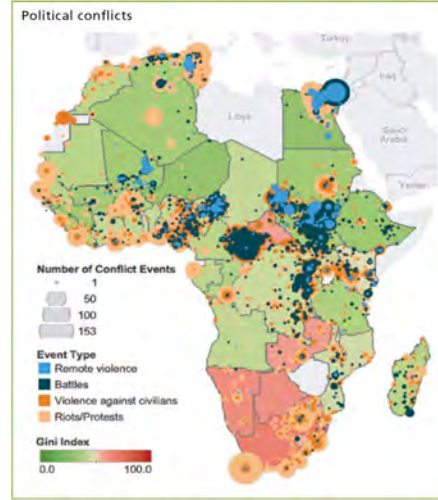 Political conflicts
Turkey
Iraq
Libya
Saudi
Arabia
Yemen
Number of Conflict Events
1
50
100
153
Event Type
Remote violence
Battles
Violence against civilians
Riots/Protests
Gini Index
0.0
100.0